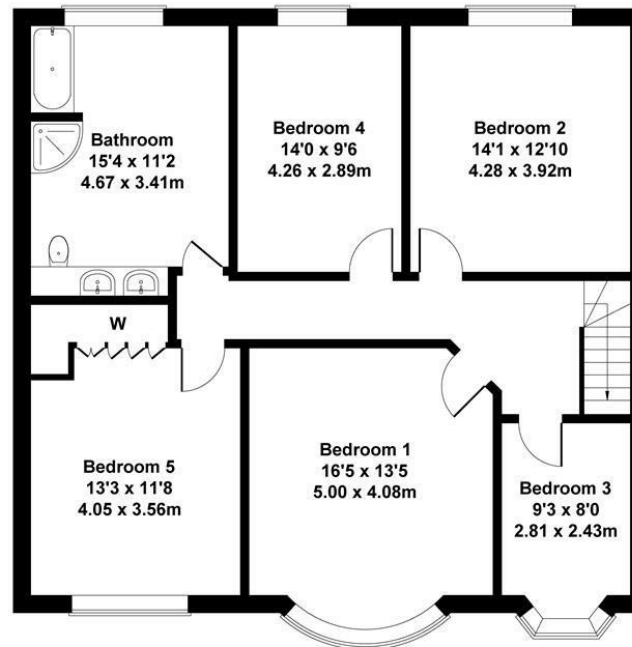 Bathroom
15'4 x 11'2
4.67 x 3.41m
Bedroom 4
14'0 x 9'6
4.26 x 2.89m
Bedroom 2
14'1 x 12'10
4.28 x 3.92m
W
Bedroom 5
13'3 x 11'8
4.05 x 3.56m
Bedroom 1
16'5 x 13'5
5.00 x 4.08m
Bedroom 3
9'3 x 8'0
2.81 x 2.43m